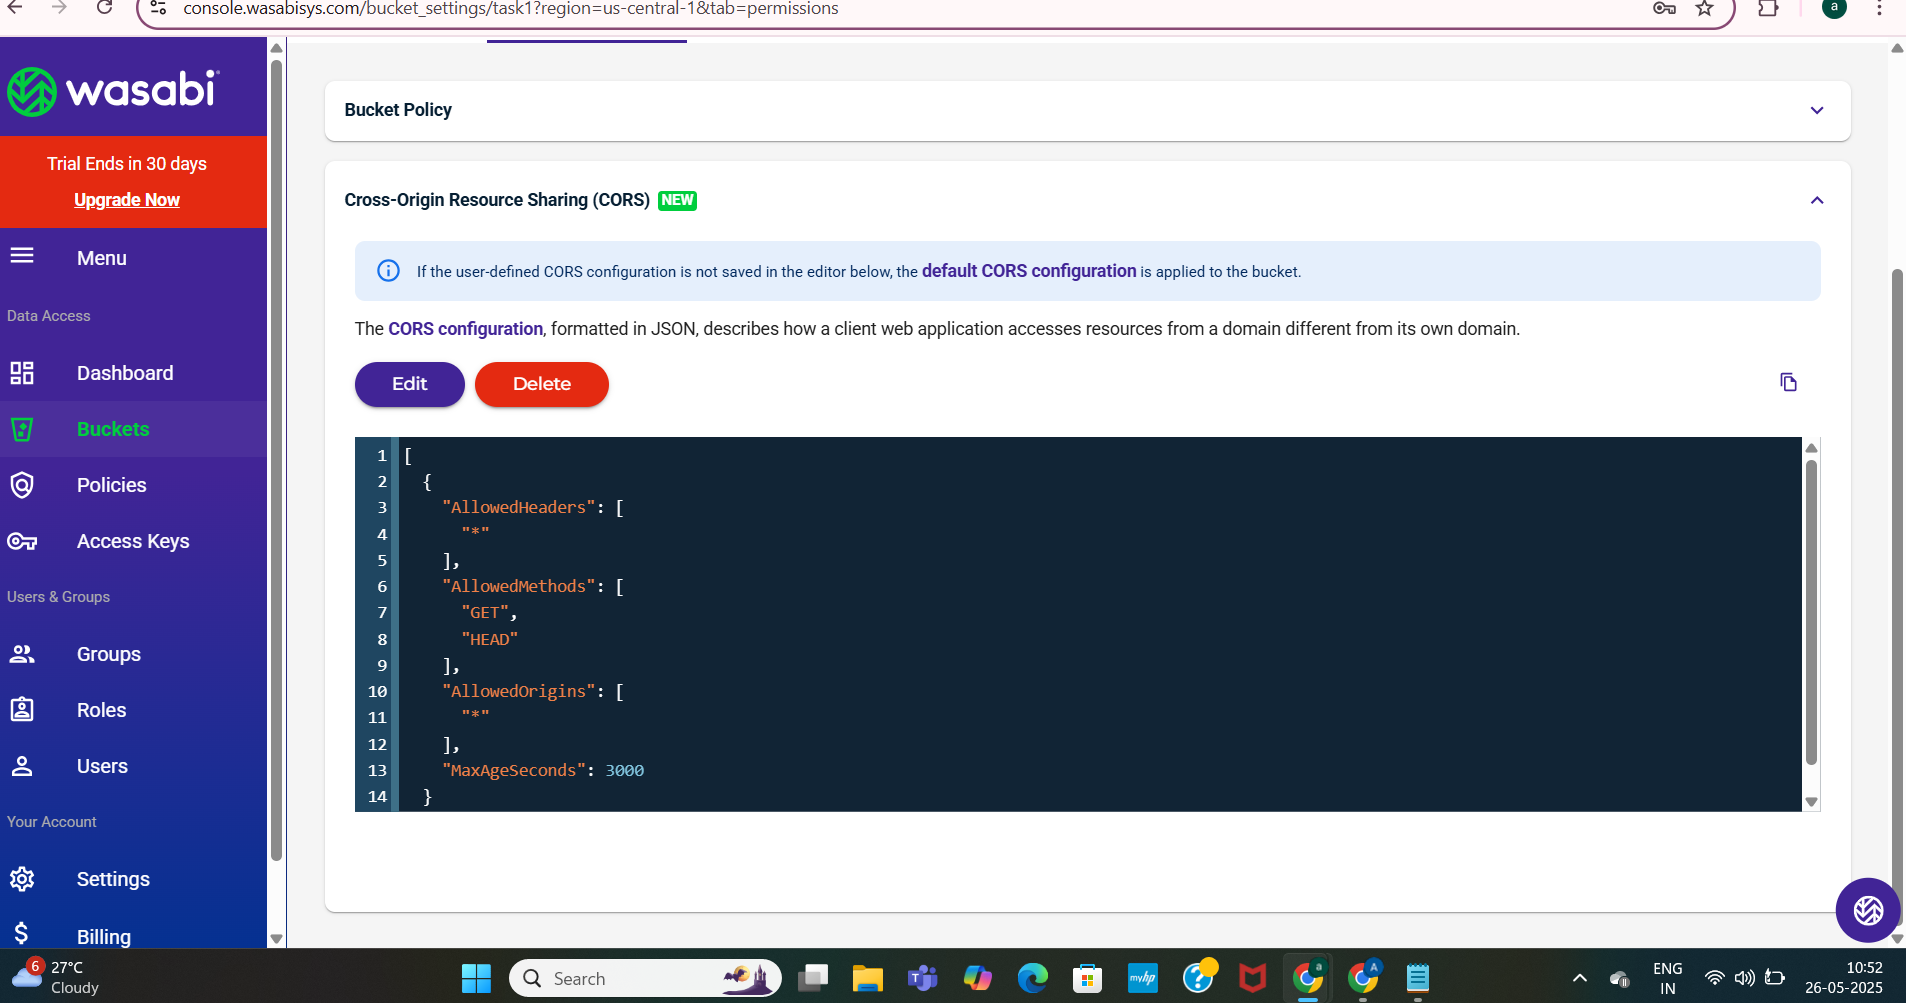 console.wasabisys.com/bucket_settings/task1?region=us-central-1&tab=permissions
a
wasabi
Trial Ends in 30 days
Upgrade Now
Menu
Data Access
Dashboard
Buckets
Policies
Access Keys
Users & Groups
Groups
Roles
Users
Your Account
Settings
Billing
Bucket Policy
Cross-Origin Resource Sharing (CORS) NEW
If the user-defined CORS configuration is not saved in the editor below, the default CORS configuration is applied to the bucket.
The CORS configuration, formatted in JSON, describes how a client web application accesses resources from a domain different from its own domain.
Edit Delete
1 [
2 {
3 "AllowedHeaders": [
4 "*"
5 ],
6 "AllowedMethods": [
7 "GET",
8 "HEAD"
9 ],
10 "AllowedOrigins": [
11 "*"
12 ],
13 "MaxAgeSeconds": 3000
14 }
6
27°C
Cloudy
Search
T
myhp
?
a
A
ENG
IN
10:52
26-05-2025